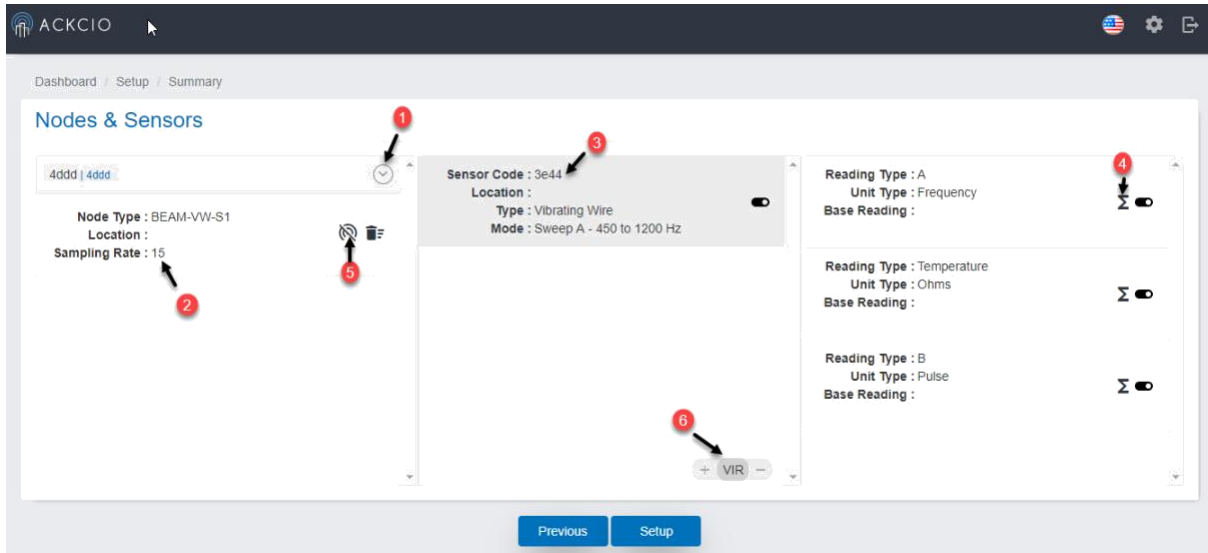 ACKCIO
Dashboard / Setup / Summary
Nodes & Sensors
1
4ddd | 4ddd
Node Type : BEAM-VW-S1
Location :
Sampling Rate : 15
5
2
3
Sensor Code : 3e44
Location :
Type : Vibrating Wire
Mode : Sweep A - 450 to 1200 Hz
6
+ VIR −
4
Reading Type : A
Unit Type : Frequency
Base Reading :
Σ
Reading Type : Temperature
Unit Type : Ohms
Base Reading :
Σ
Reading Type : B
Unit Type : Pulse
Base Reading :
Σ
Previous
Setup